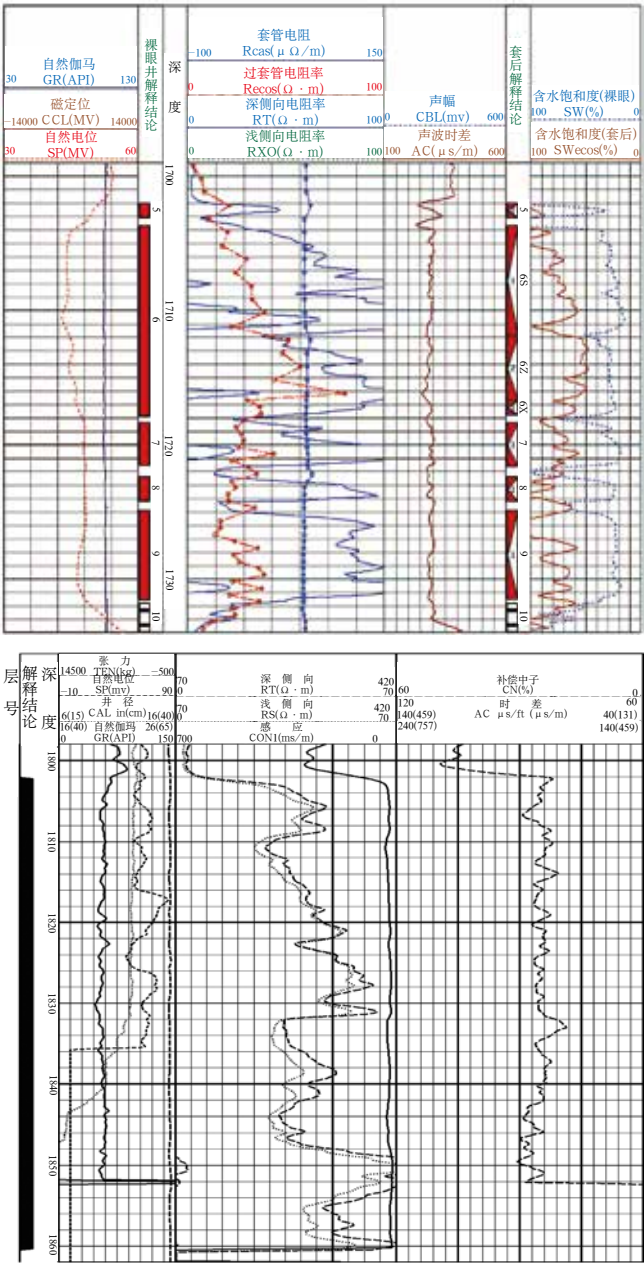 自然伽马
30 GR(API) 130
磁定位
-14000 CCL(MV) 14000
自然电位
30 SP(MV) 60
裸眼井解释结论
深度
套管电阻
-100 Rcas(μΩ/m) 150
过套管电阻率
0 Recos(Ω·m) 100
深侧向电阻率
0 RT(Ω·m) 100
浅侧向电阻率
0 RXO(Ω·m) 100
声幅
0 CBL(mv) 600
声波时差
100 AC(μs/m) 600
套后解释结论
含水饱和度(裸眼)
100 SW(%) 0
含水饱和度(套后)
100 SWecos(%) 0
1700
1710
1720
1730
5
6
7
8
9
10
5
6S
6Z
6X
7
8
9
10
层号
解释结论
深度
张力
14500 TEN(kg) -500
自然电位
-10 SP(mv) 90
井径
6(15) CAL in(cm) 16(40)
16(40) 26(65)
自然伽玛
0 GR(API) 150
深侧向
70 420
0 RT(Ω·m) 70
浅侧向
70 420
0 RS(Ω·m) 70
感应
700 CON1(ms/m) 0
补偿中子
60 CN(%) 0
120 时差 60
140(459) AC μs/ft (μs/m) 40(131)
240(757) 140(459)
1800
1810
1820
1830
1840
1850
1860